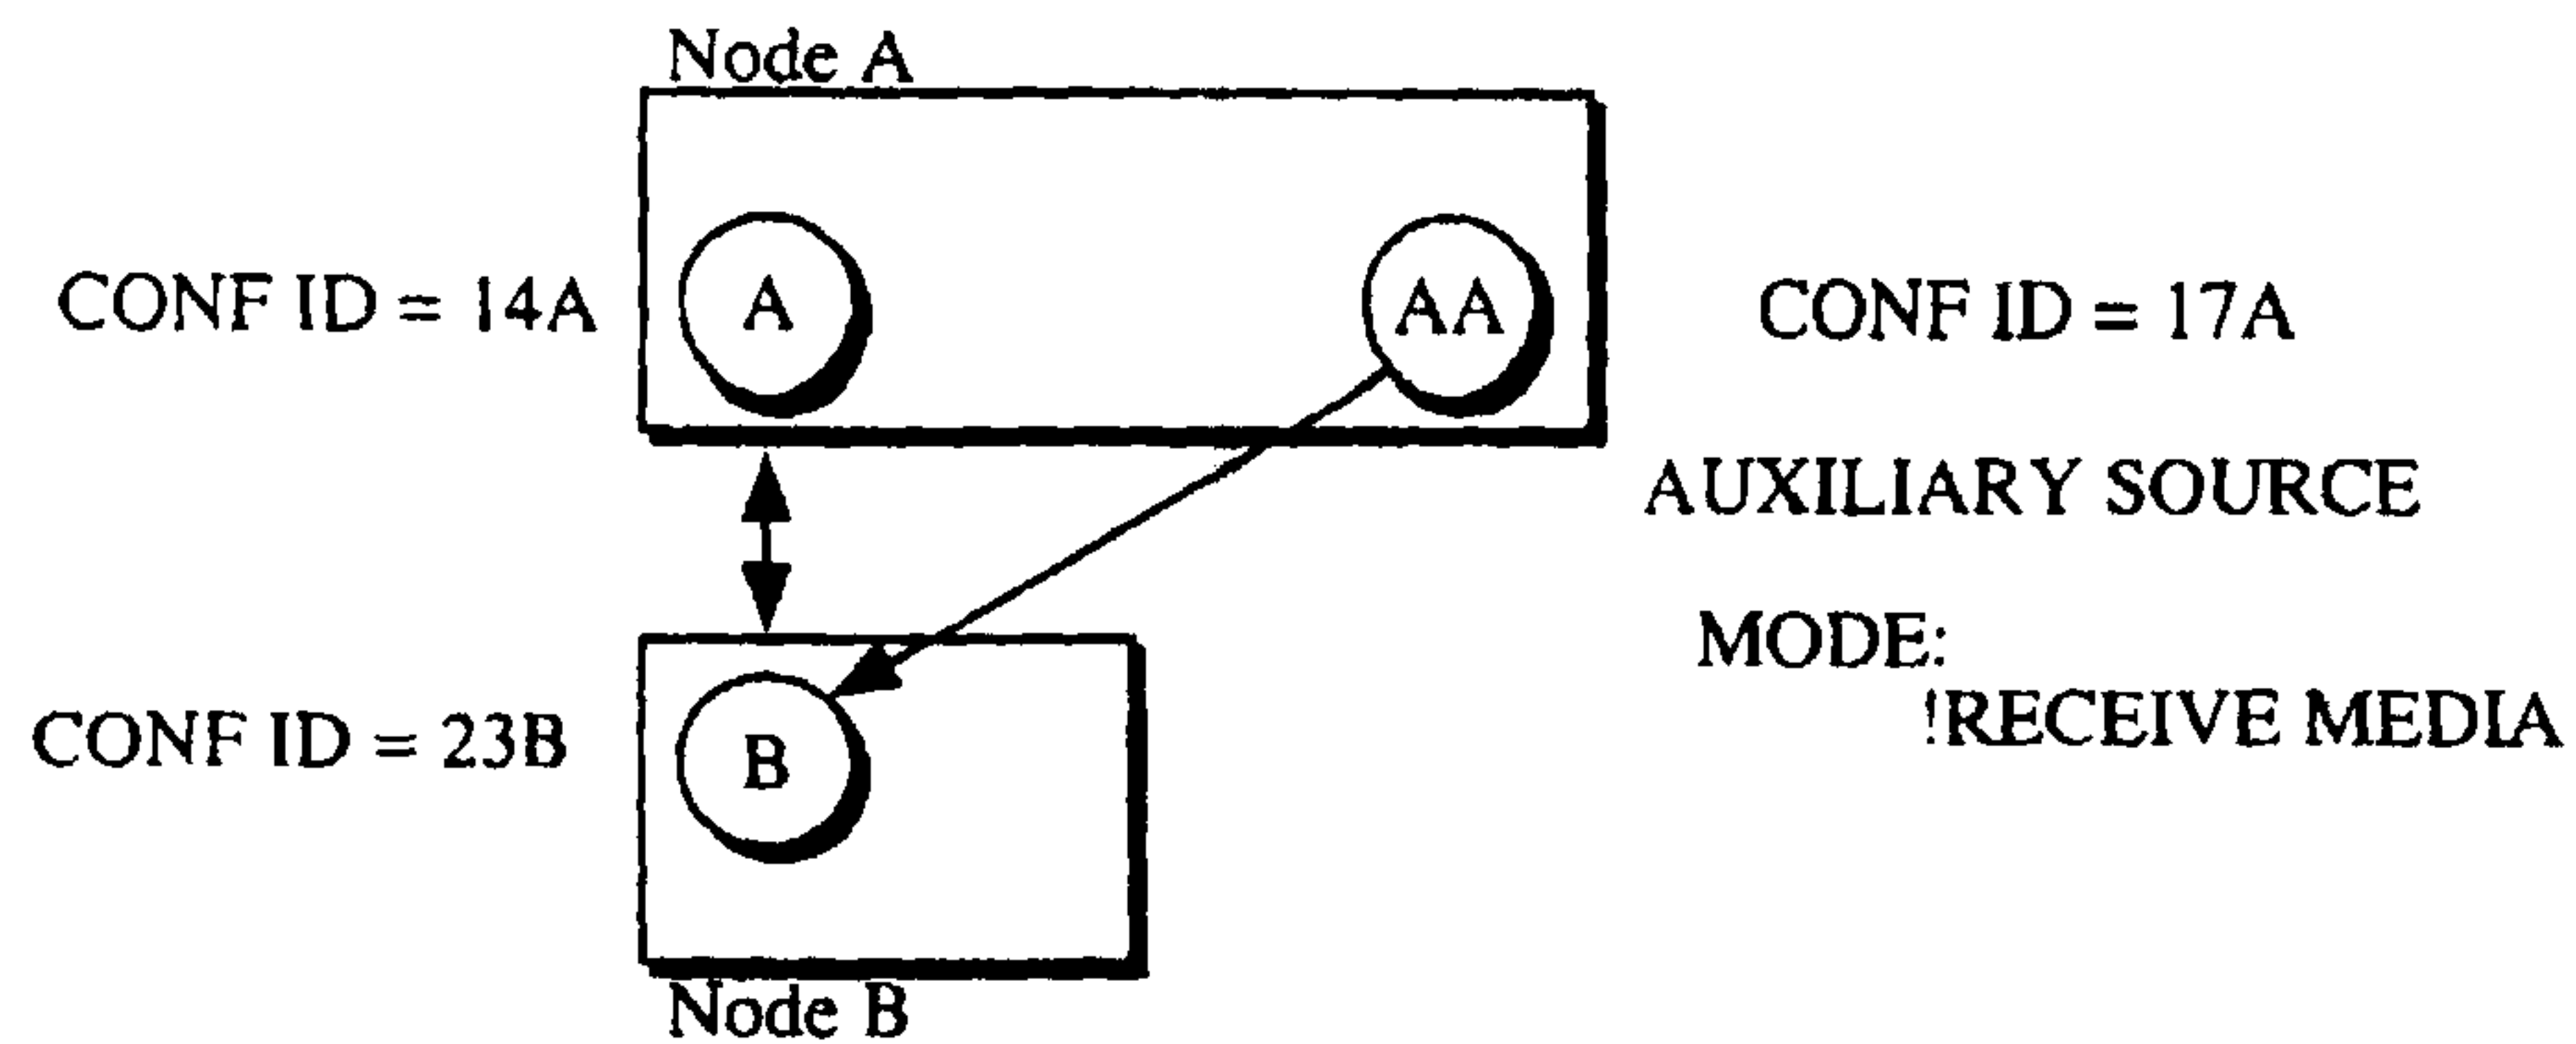 Node A
CONF ID = 14A
A
AA
CONF ID = 17A
AUXILIARY SOURCE
MODE:
!RECEIVE MEDIA
CONF ID = 23B
B
Node B